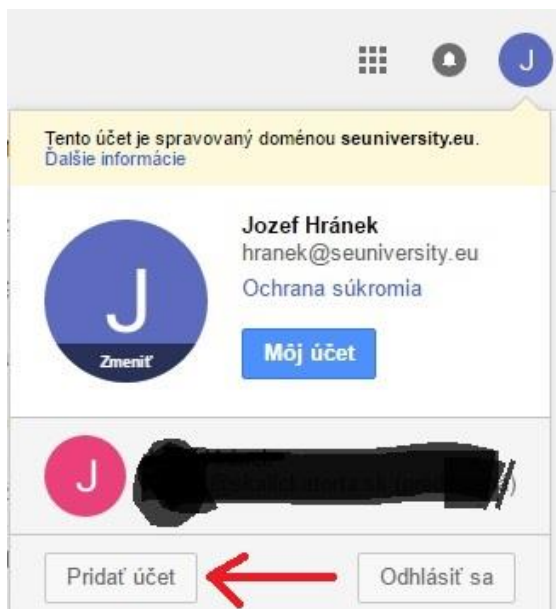 J
Tento účet je spravovaný doménou seuniversity.eu.
Ďalšie informácie
J
Zmeniť
Jozef Hránek
hranek@seuniversity.eu
Ochrana súkromia
Môj účet
J
Pridať účet
Odhlásiť sa